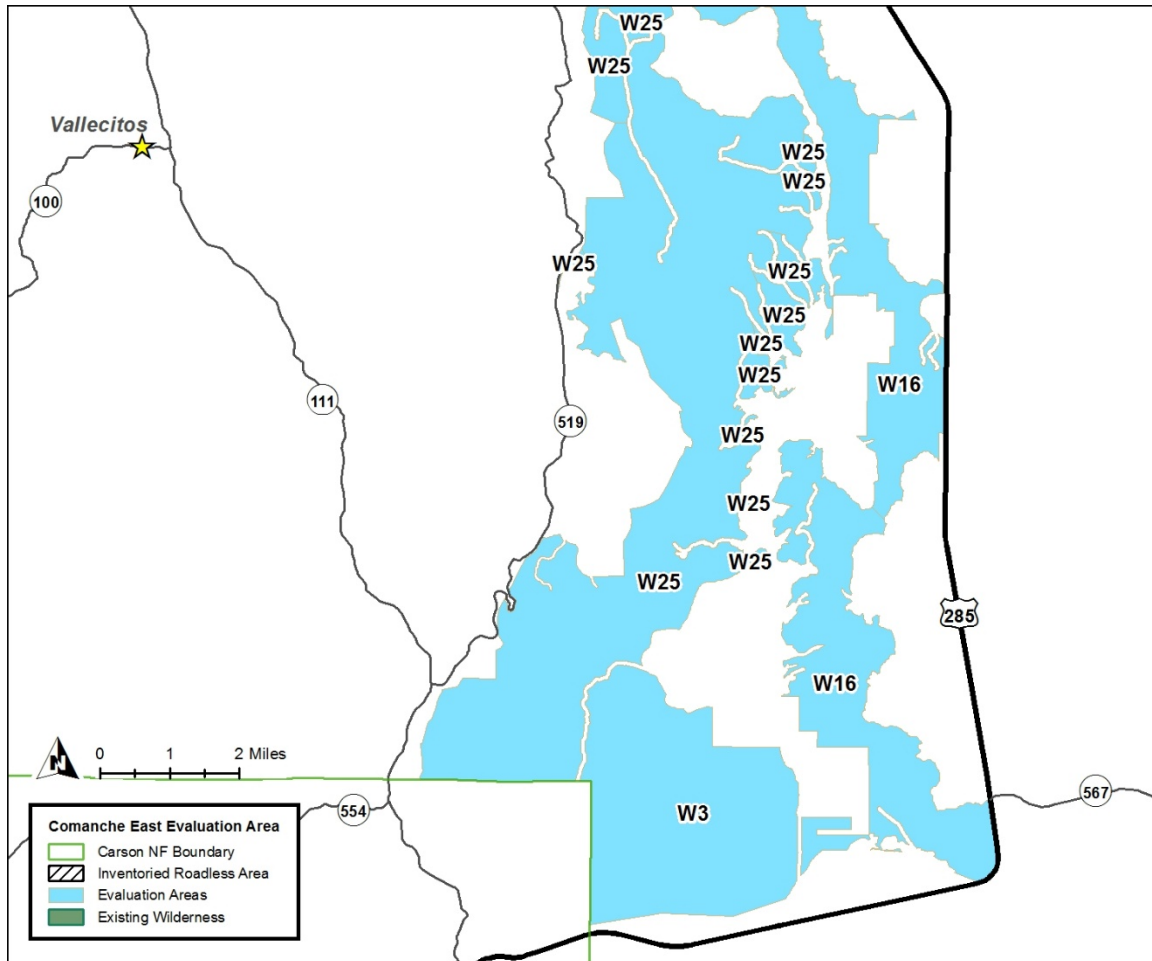 W25
W25
Vallecitos
W25
W25
100
W25
W25
W25
W25
W25
W16
111
519
W25
W25
W25
W25
285
W16
N
0 1 2 Miles
554
W3
567
Comanche East Evaluation Area
Carson NF Boundary
Inventoried Roadless Area
Evaluation Areas
Existing Wilderness